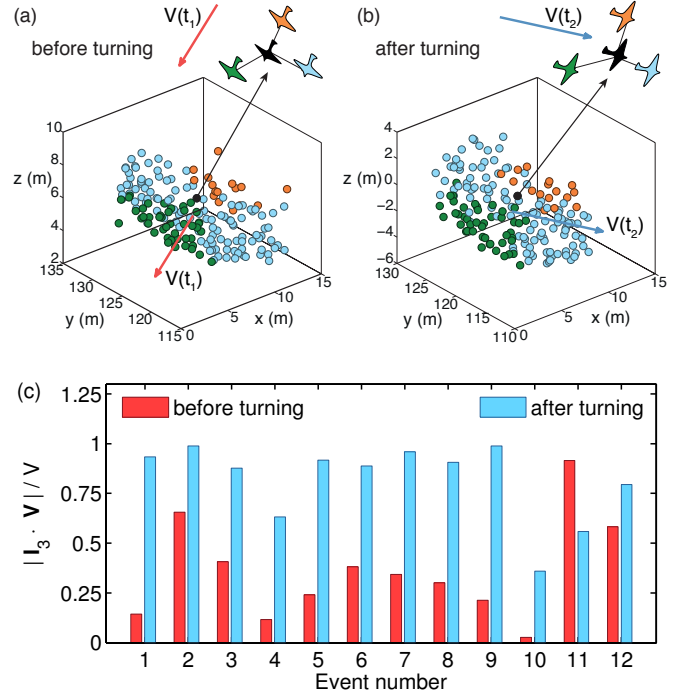 (a)
before turning
V(t₁)
10
8
z (m)
6
4
2
135
130
125
y (m)
120
115
0
5
x (m)
10
15
V(t₁)
(b)
after turning
V(t₂)
4
2
z (m) 0
−2
−4
−6
130
120
y (m)
110
0
5
x (m)
10
15
V(t₂)
(c)
before turning
after turning
1.25
1
0.75
0.5
0.25
0
| I₃ · V | / V
1 2 3 4 5 6 7 8 9 10 11 12
Event number